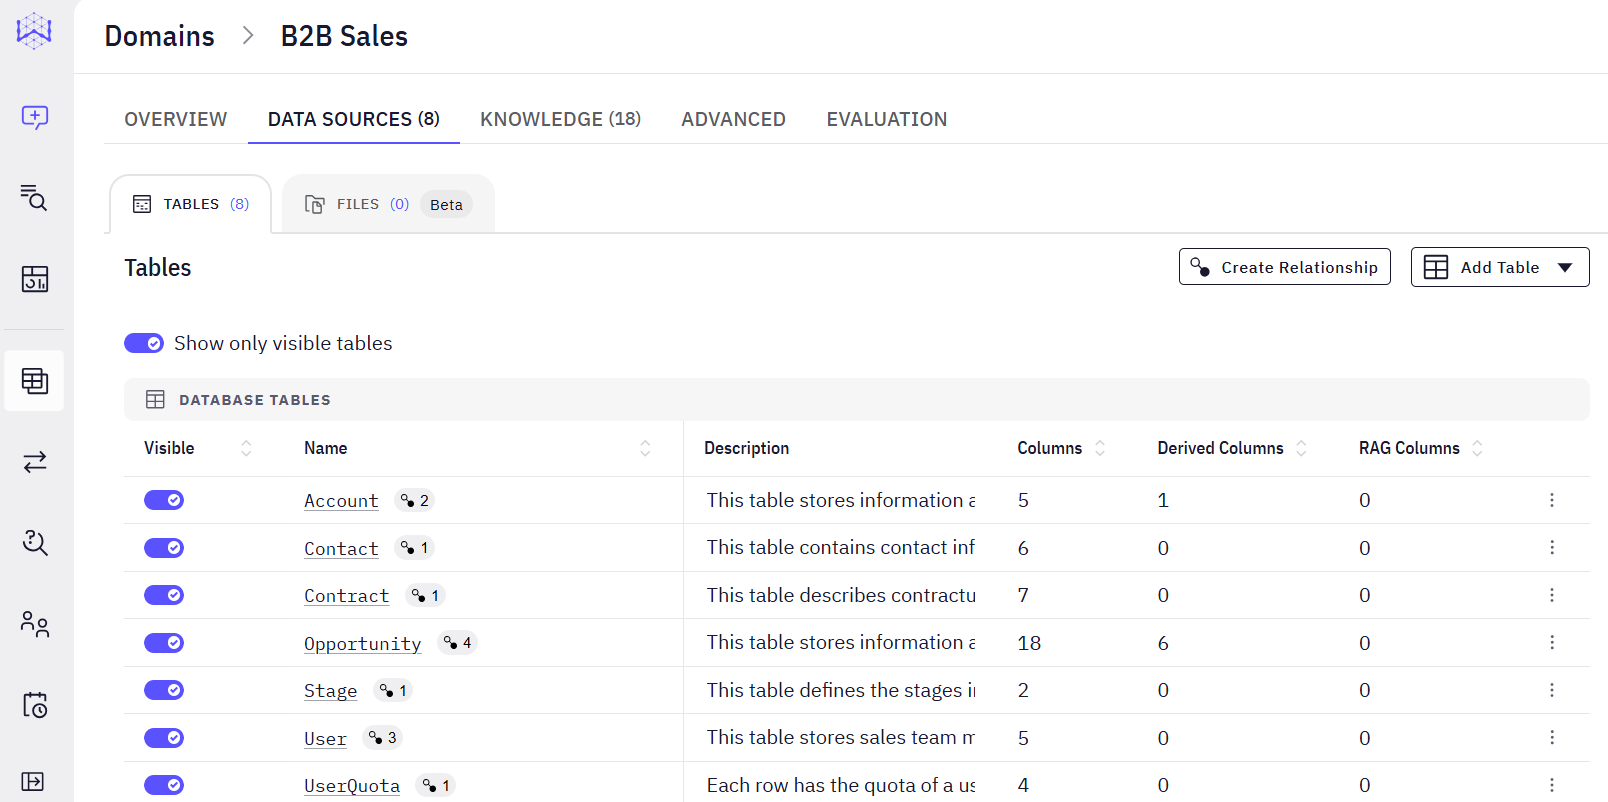 Domains > B2B Sales
OVERVIEW DATA SOURCES (8) KNOWLEDGE (18) ADVANCED EVALUATION
TABLES (8) FILES (0) Beta
Tables Create Relationship Add Table
Show only visible tables
DATABASE TABLES
Visible Name Description Columns Derived Columns RAG Columns
Account 2 This table stores information a 5 1 0
Contact 1 This table contains contact inf 6 0 0
Contract 1 This table describes contractu 7 0 0
Opportunity 4 This table stores information a 18 6 0
Stage 1 This table defines the stages i 2 0 0
User 3 This table stores sales team m 5 0 0
UserQuota 1 Each row has the quota of a us 4 0 0